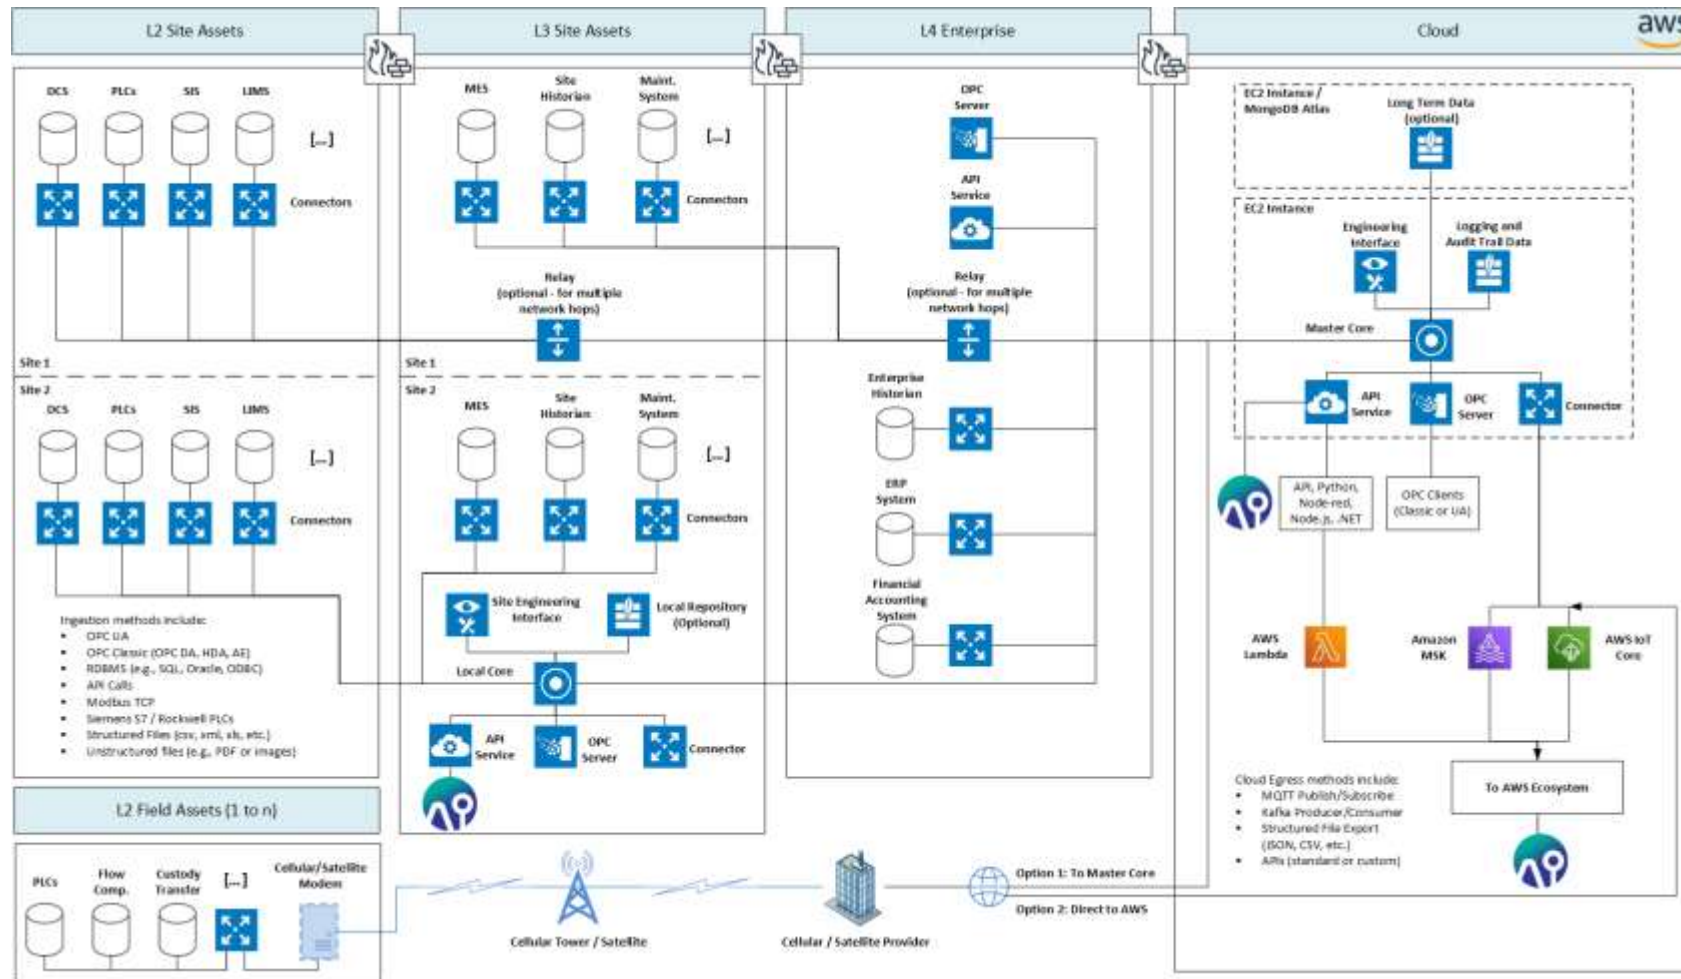 L2 Site Assets
L3 Site Assets
L4 Enterprise
Cloud
aws
DCS
PLCs
SIS
LIMS
[...]
Connectors
Site 1
Site 2
DCS
PLCs
SIS
LIMS
[...]
Connectors
Ingestion methods include:
OPC UA
OPC Classic (OPC DA, HDA, AE)
RDBMS (e.g., SQL, Oracle, ODBC)
API Calls
Modbus TCP
Siemens S7 / Rockwell PLCs
Structured Files (csv, xml, xls, etc.)
Unstructured files (e.g., PDF or images)
MES
Site
Historian
Maint.
System
[...]
Connectors
Relay
(optional - for multiple
network hops)
Site 1
Site 2
MES
Site
Historian
Maint.
System
[...]
Connectors
Site Engineering
Interface
Local Repository
(Optional)
Local Core
API
Service
OPC
Server
Connector
OPC
Server
API
Service
Relay
(optional - for multiple
network hops)
Enterprise
Historian
ERP
System
Financial
Accounting
System
EC2 Instance /
MongoDB Atlas
Long Term Data
(optional)
EC2 Instance
Engineering
Interface
Logging and
Audit Trail Data
Master Core
API
Service
OPC
Server
Connector
API, Python,
Node-red,
Node.js, .NET
OPC Clients
(Classic or UA)
AWS
Lambda
Amazon
MSK
AWS IoT
Core
Cloud Egress methods include:
MQTT Publish/Subscribe
Kafka Producer/Consumer
Structured File Export
(JSON, CSV, etc.)
APIs (standard or custom)
To AWS Ecosystem
L2 Field Assets (1 to n)
PLCs
Flow
Comp.
Custody
Transfer
[...]
Cellular/Satellite
Modem
Cellular Tower / Satellite
Cellular / Satellite Provider
Option 1: To Master Core
Option 2: Direct to AWS